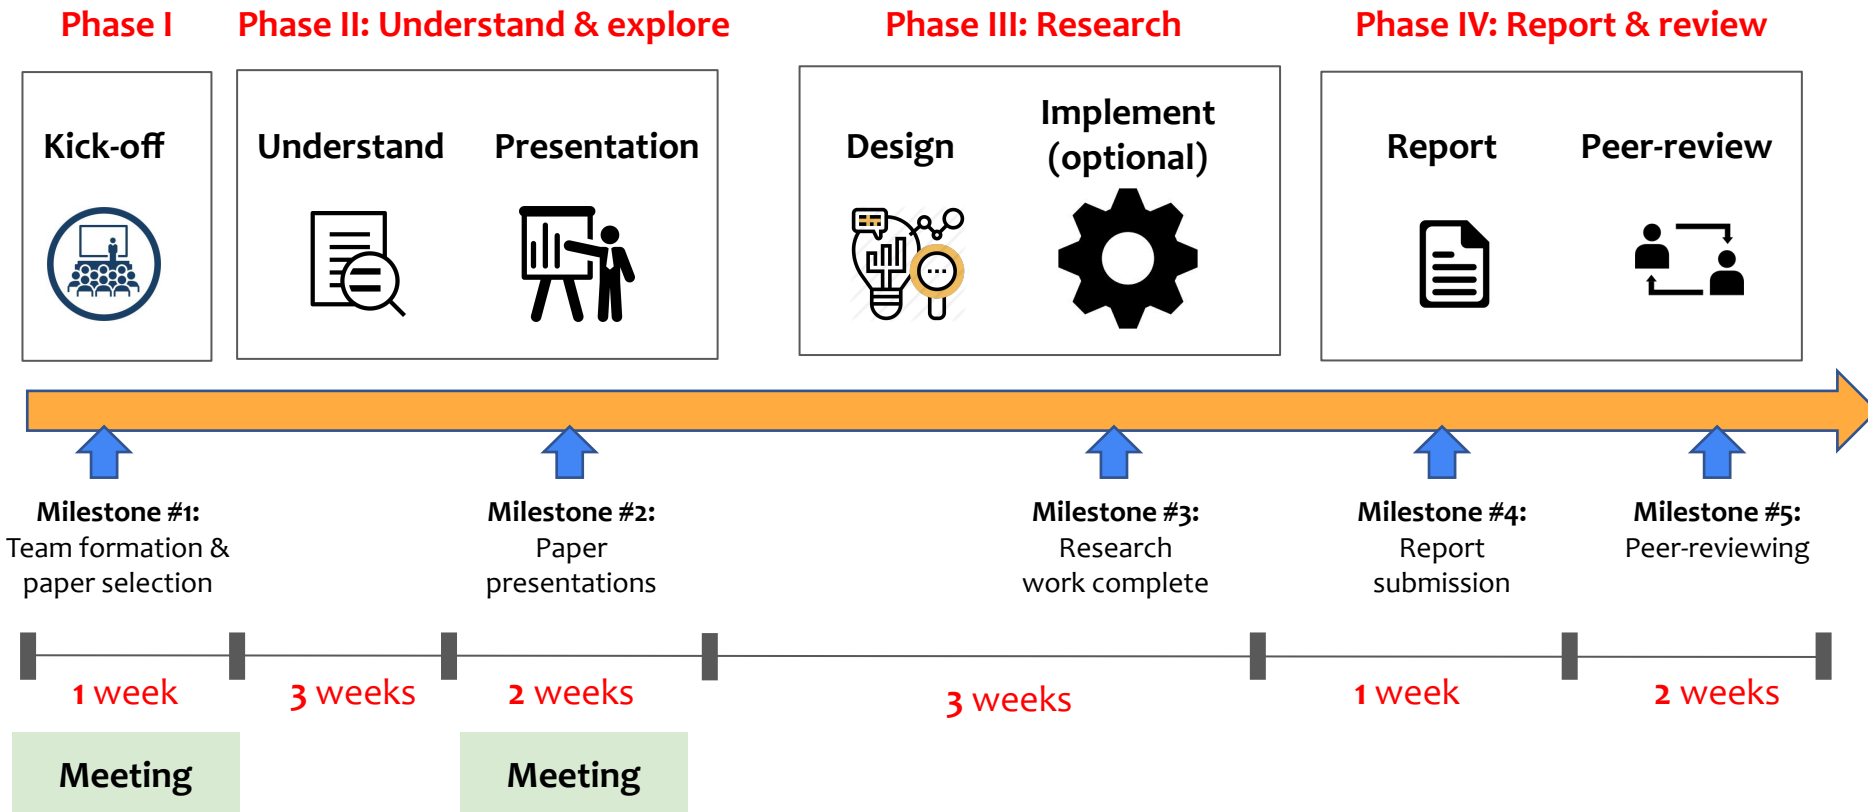 Phase I
Phase II: Understand & explore
Phase III: Research
Phase IV: Report & review
Kick-off
Understand
Presentation
Design
Implement
(optional)
Report
Peer-review
Milestone #1:
Team formation &
paper selection
Milestone #2:
Paper
presentations
Milestone #3:
Research
work complete
Milestone #4:
Report
submission
Milestone #5:
Peer-reviewing
1 week
3 weeks
2 weeks
3 weeks
1 week
2 weeks
Meeting
Meeting